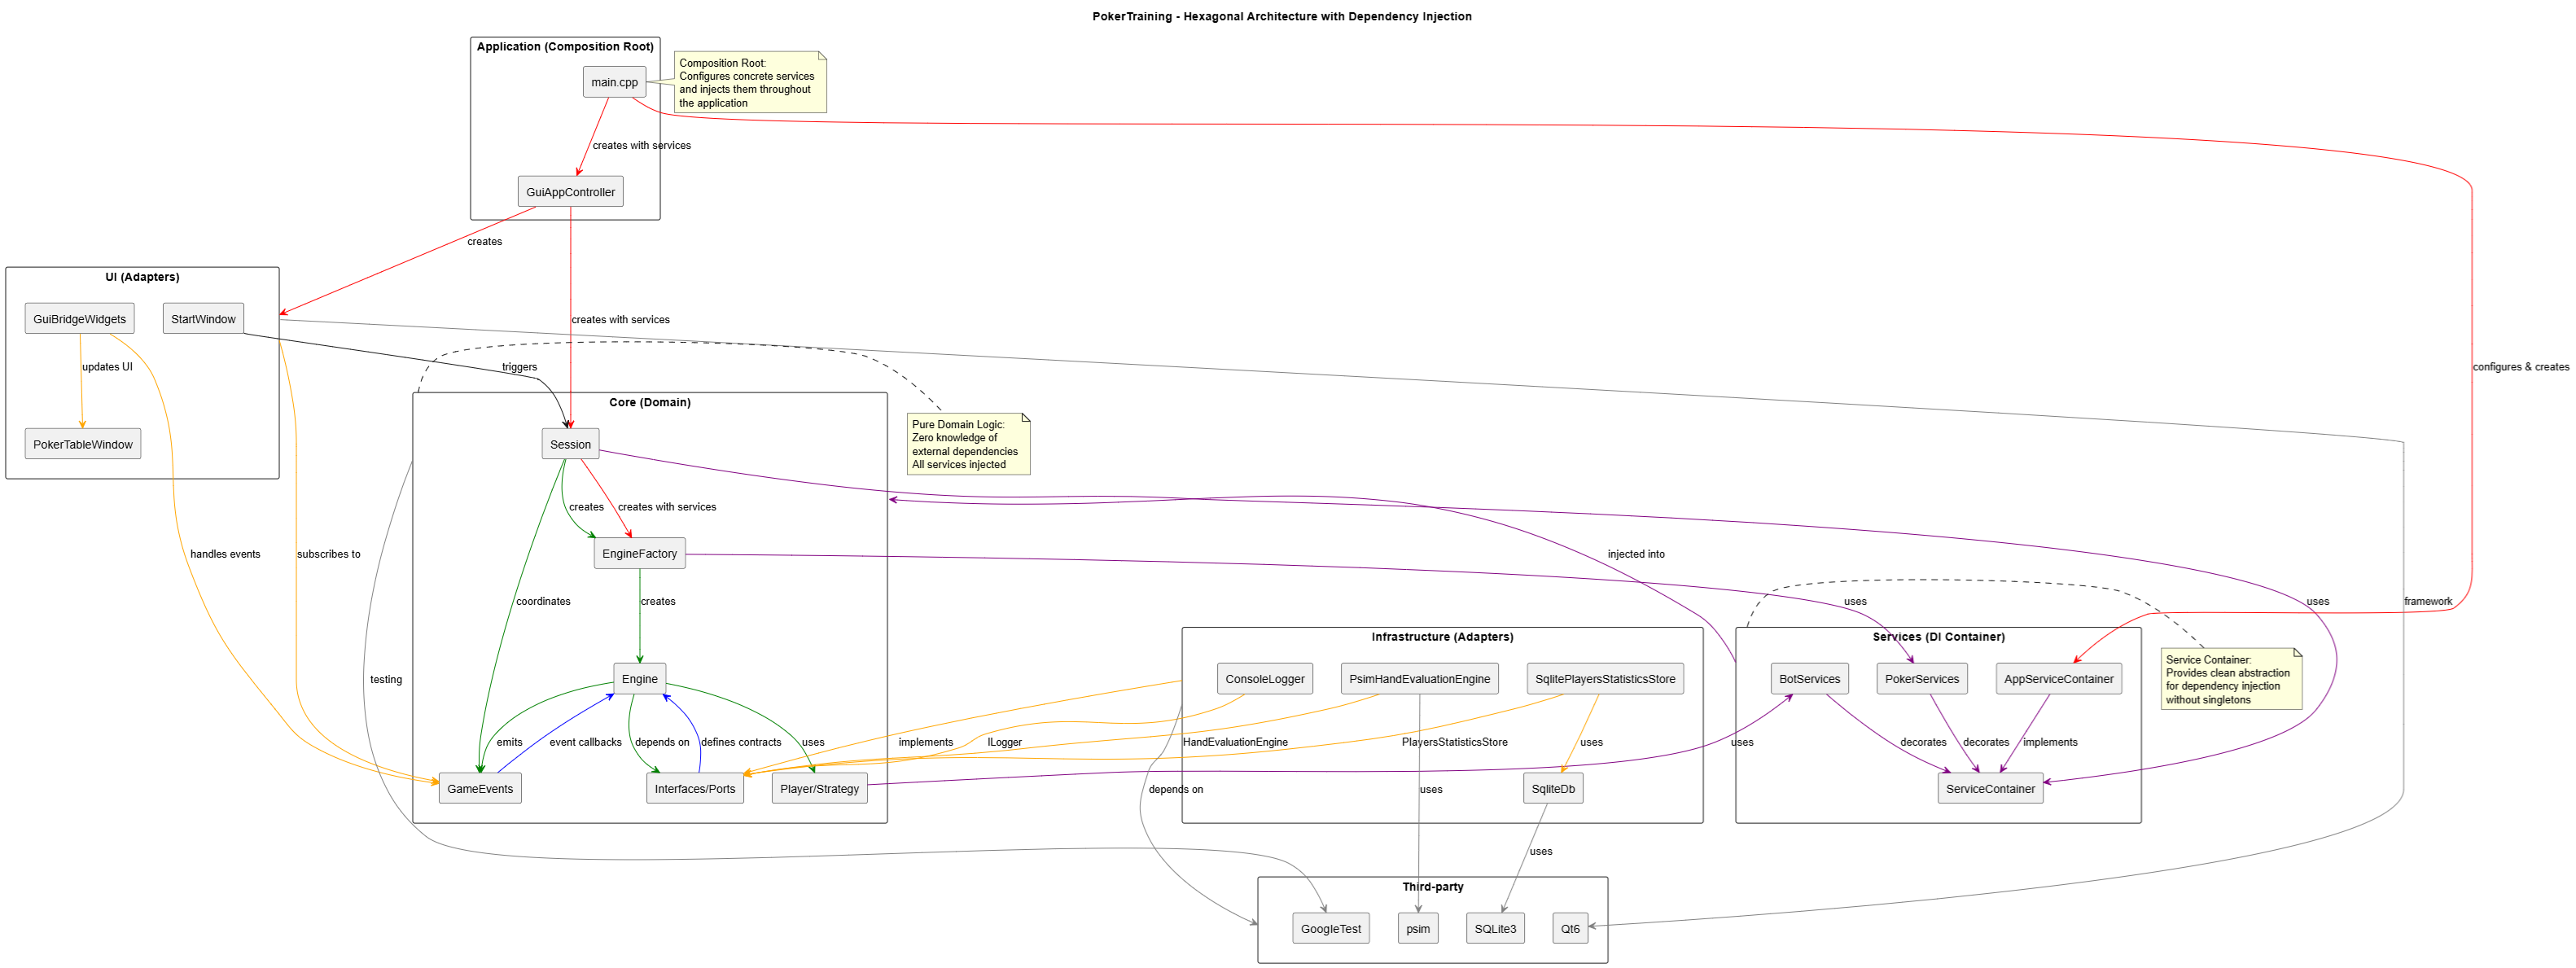 PokerTraining - Hexagonal Architecture with Dependency Injection
Application (Composition Root)
main.cpp
Composition Root:
Configures concrete services
and injects them throughout
the application
creates with services
GuiAppController
creates
UI (Adapters)
GuiBridgeWidgets
StartWindow
creates with services
updates UI
triggers
configures & creates
Core (Domain)
PokerTableWindow
Session
Pure Domain Logic:
Zero knowledge of
external dependencies
All services injected
creates
creates with services
handles events
subscribes to
EngineFactory
injected into
coordinates
creates
uses
uses
framework
Infrastructure (Adapters)
Services (DI Container)
Engine
ConsoleLogger
PsimHandEvaluationEngine
SqlitePlayersStatisticsStore
BotServices
PokerServices
AppServiceContainer
Service Container:
Provides clean abstraction
for dependency injection
without singletons
testing
emits
event callbacks
depends on
defines contracts
uses
implements
ILogger
HandEvaluationEngine
PlayersStatisticsStore
uses
uses
decorates
decorates
implements
GameEvents
Interfaces/Ports
Player/Strategy
depends on
uses
SqliteDb
ServiceContainer
uses
Third-party
GoogleTest
psim
SQLite3
Qt6